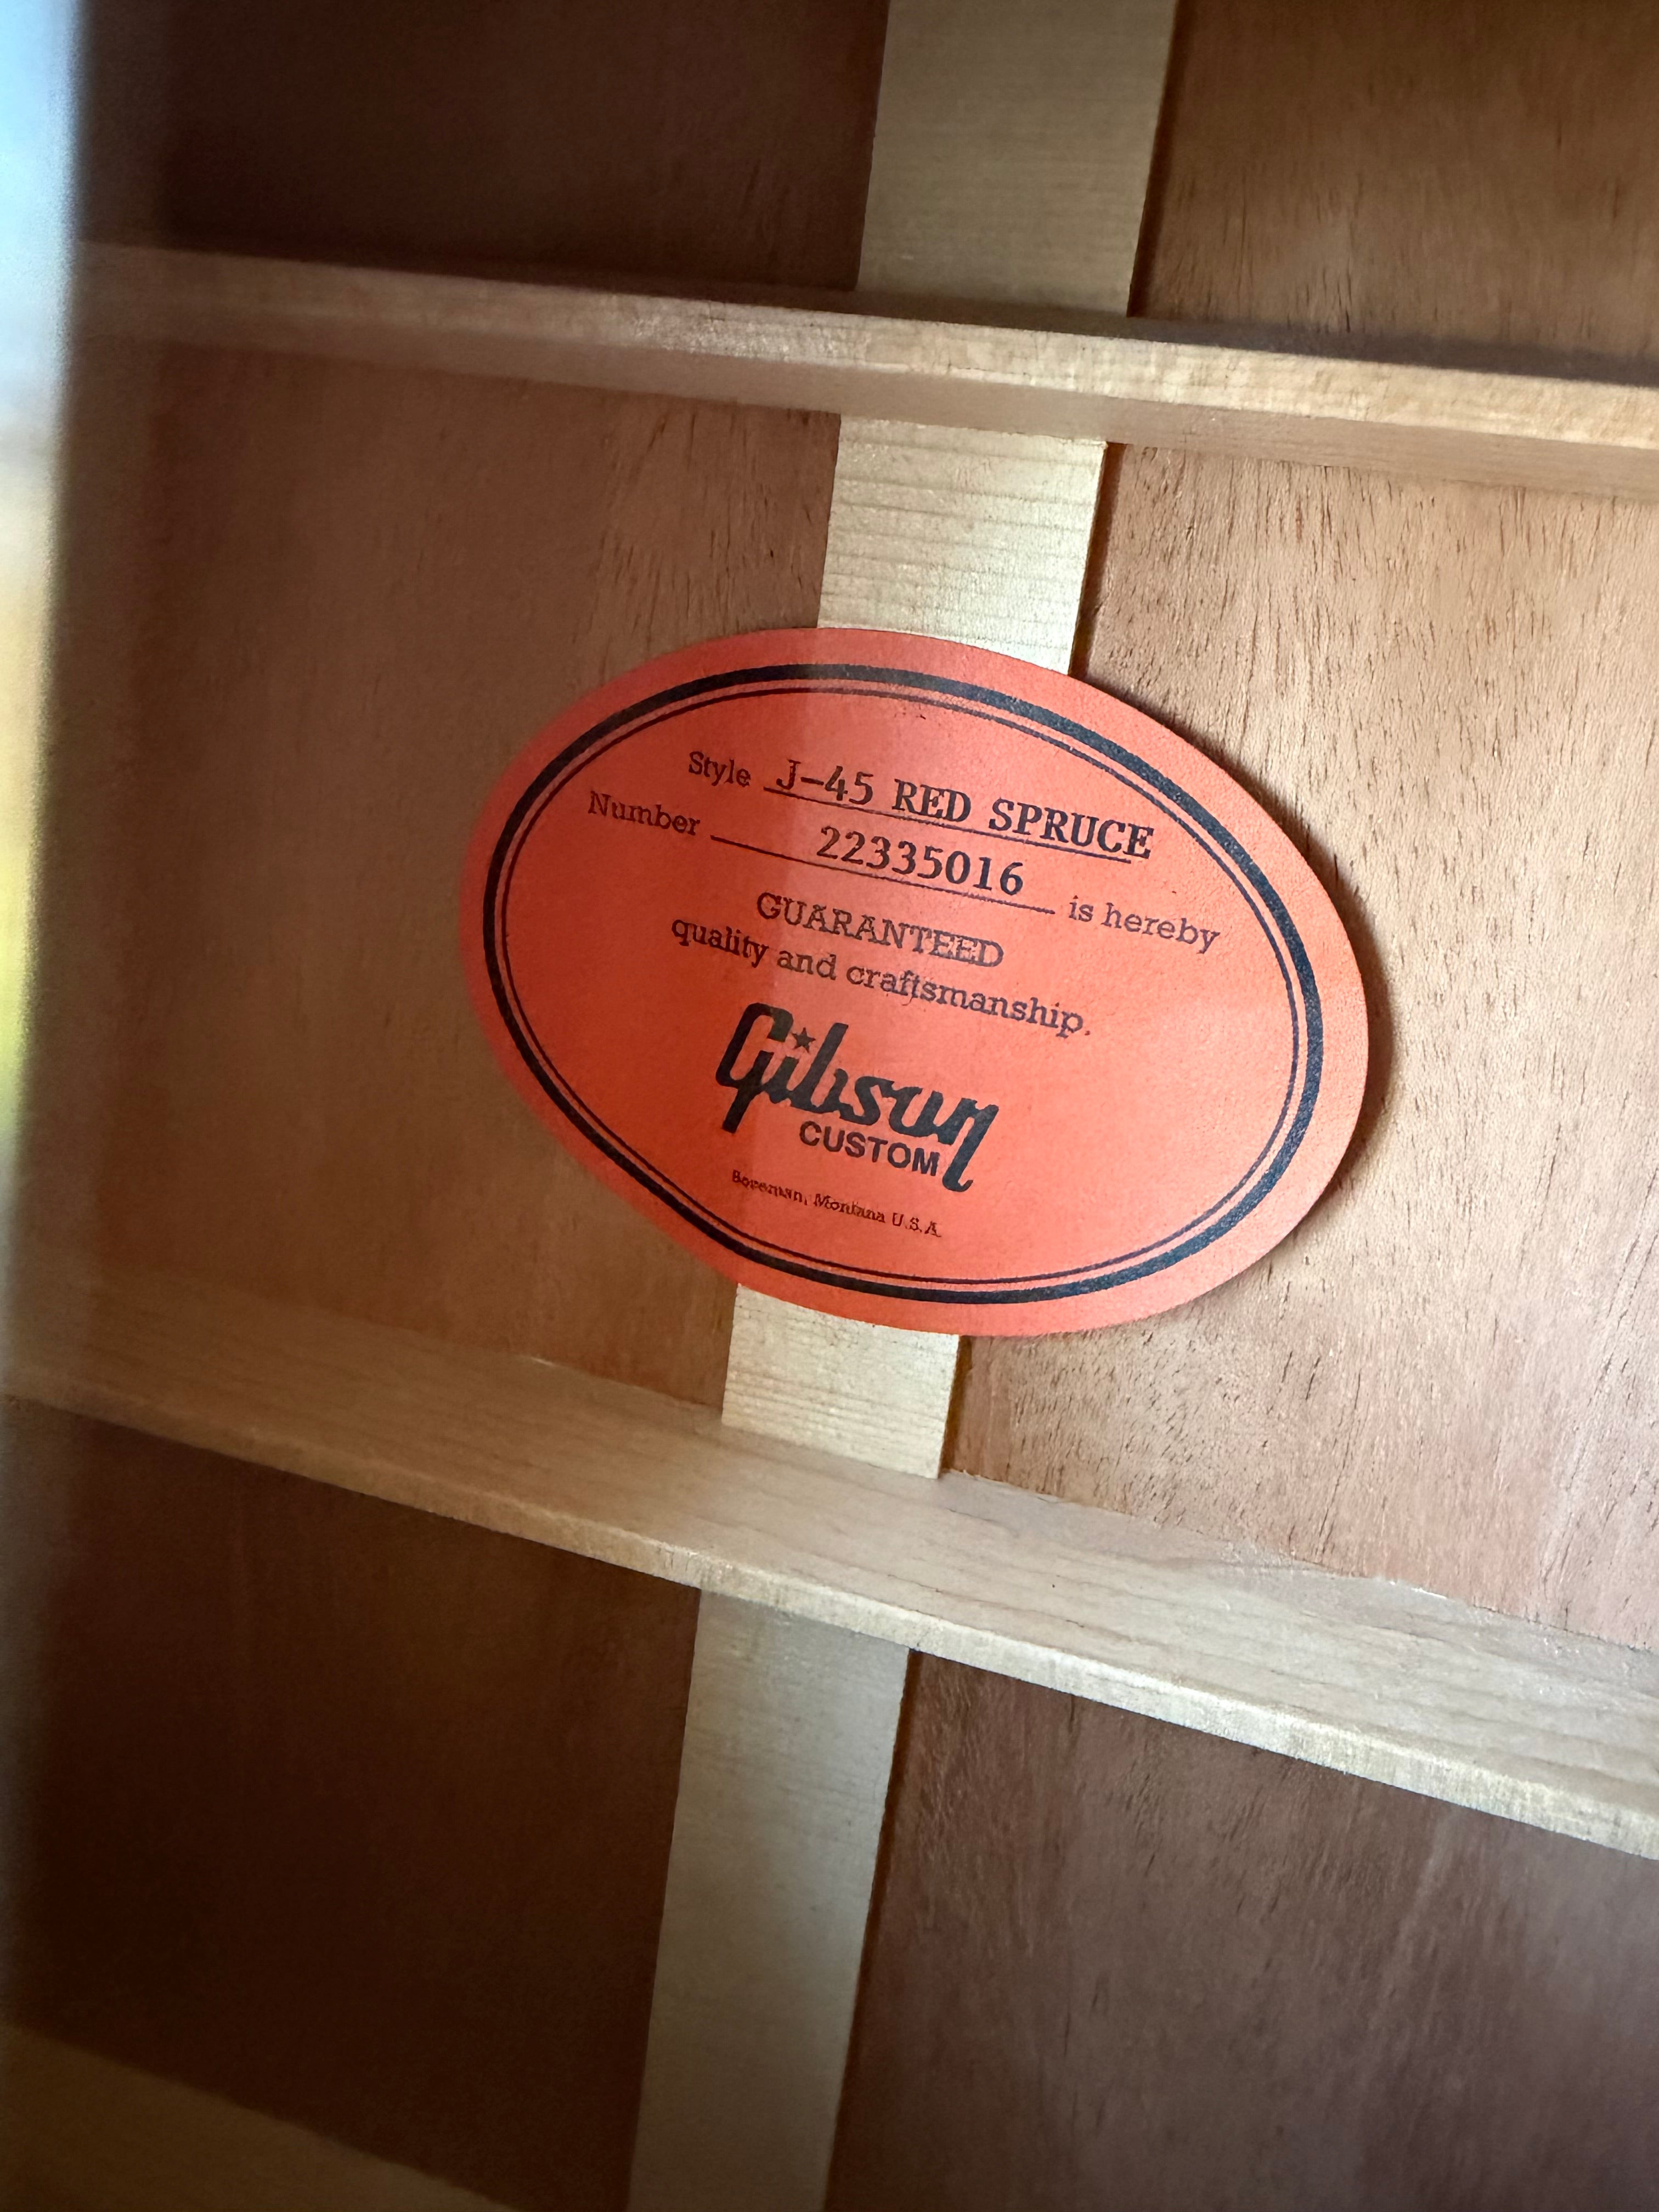 Style J-45 RED SPRUCE
Number 22335016 is hereby
GUARANTEED
quality and craftsmanship.
Gibson
CUSTOM
Bozeman, Montana U.S.A.